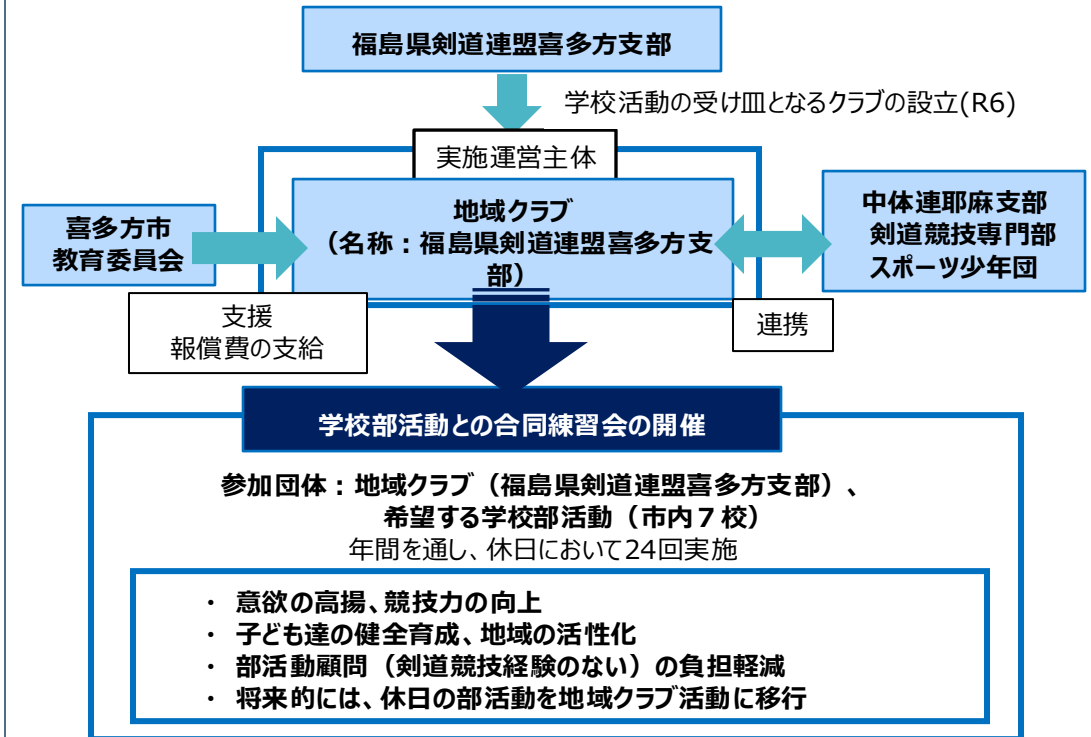 福島県剣道連盟喜多方支部
学校活動の受け皿となるクラブの設立(R6)
実施運営主体
喜多方市
教育委員会
地域クラブ
（名称：福島県剣道連盟喜多方支
部）
中体連耶麻支部
剣道競技専門部
スポーツ少年団
支援
報償費の支給
連携
学校部活動との合同練習会の開催
参加団体：地域クラブ（福島県剣道連盟喜多方支部）、
希望する学校部活動（市内７校）
年間を通し、休日において24回実施
・ 意欲の高揚、競技力の向上
・ 子ども達の健全育成、地域の活性化
・ 部活動顧問（剣道競技経験のない）の負担軽減
・ 将来的には、休日の部活動を地域クラブ活動に移行